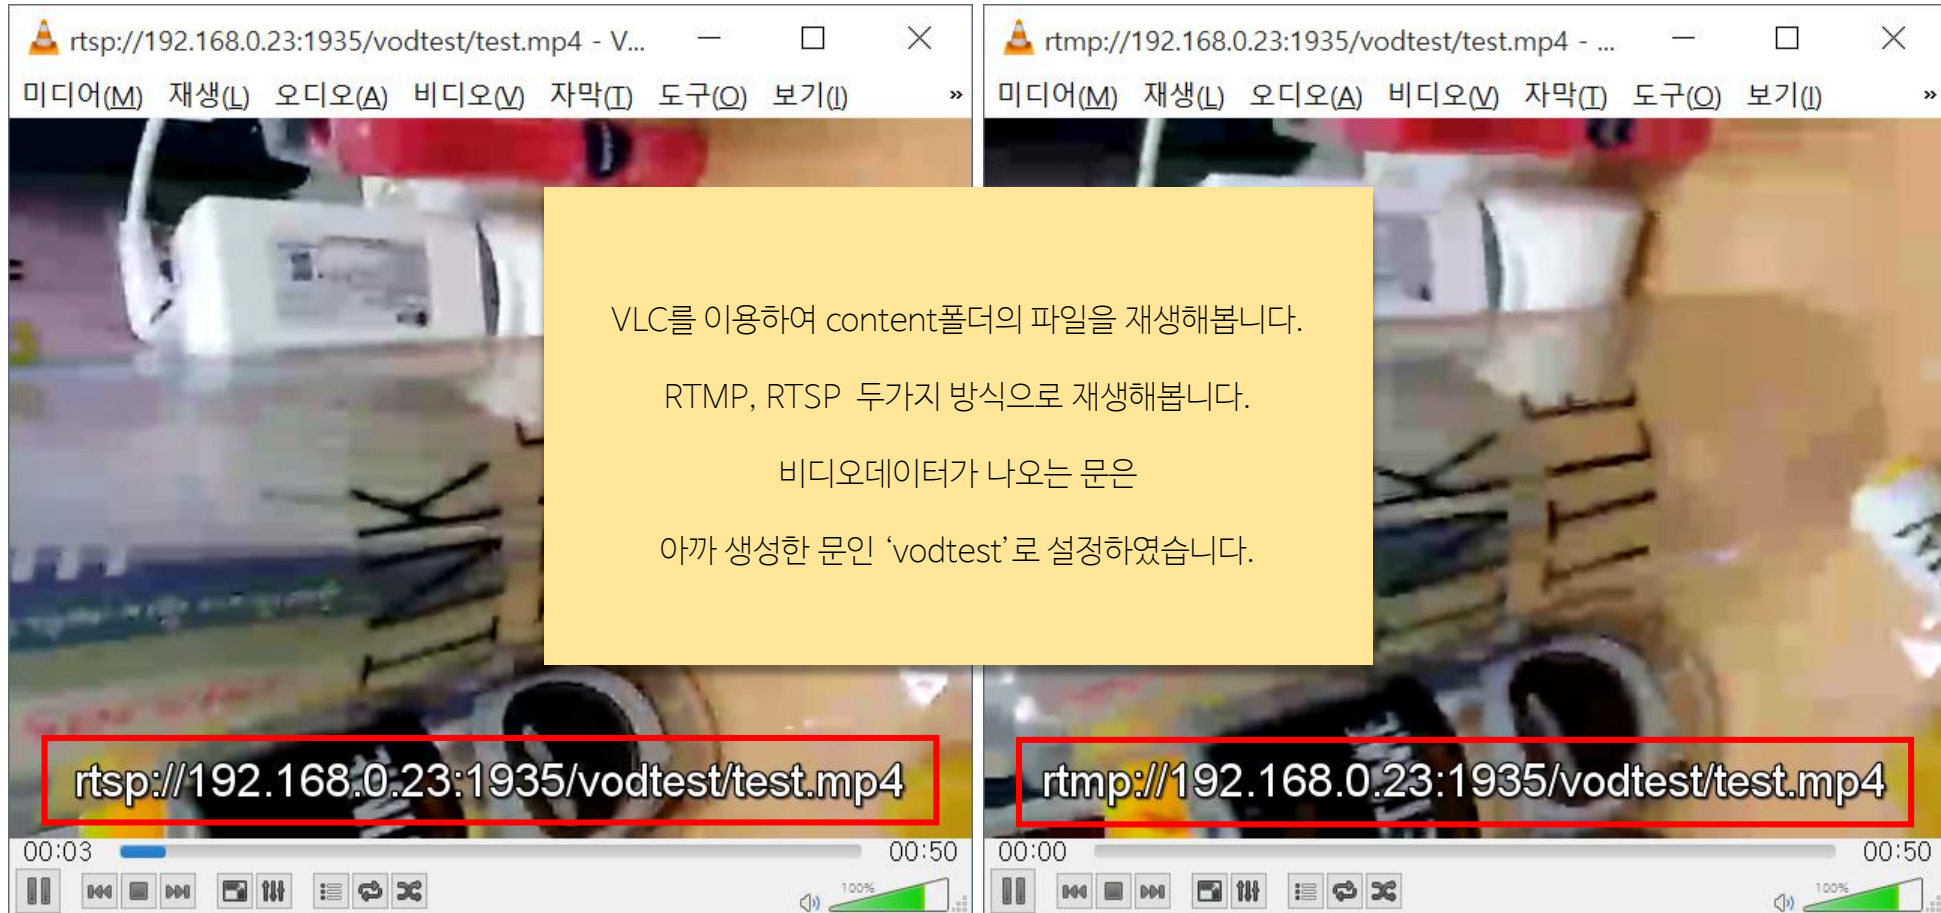 rtsp://192.168.0.23:1935/vodtest/test.mp4 - V...
미디어(M) 재생(L) 오디오(A) 비디오(V) 자막(T) 도구(O) 보기(I) »
rtmp://192.168.0.23:1935/vodtest/test.mp4 - ...
미디어(M) 재생(L) 오디오(A) 비디오(V) 자막(T) 도구(O) 보기(I) »
VLC를 이용하여 content폴더의 파일을 재생해봅니다.
RTMP, RTSP 두가지 방식으로 재생해봅니다.
비디오데이터가 나오는 문은
아까 생성한 문인 ‘vodtest’로 설정하였습니다.
rtsp://192.168.0.23:1935/vodtest/test.mp4
00:03 00:50
100%
rtmp://192.168.0.23:1935/vodtest/test.mp4
00:00 00:50
100%